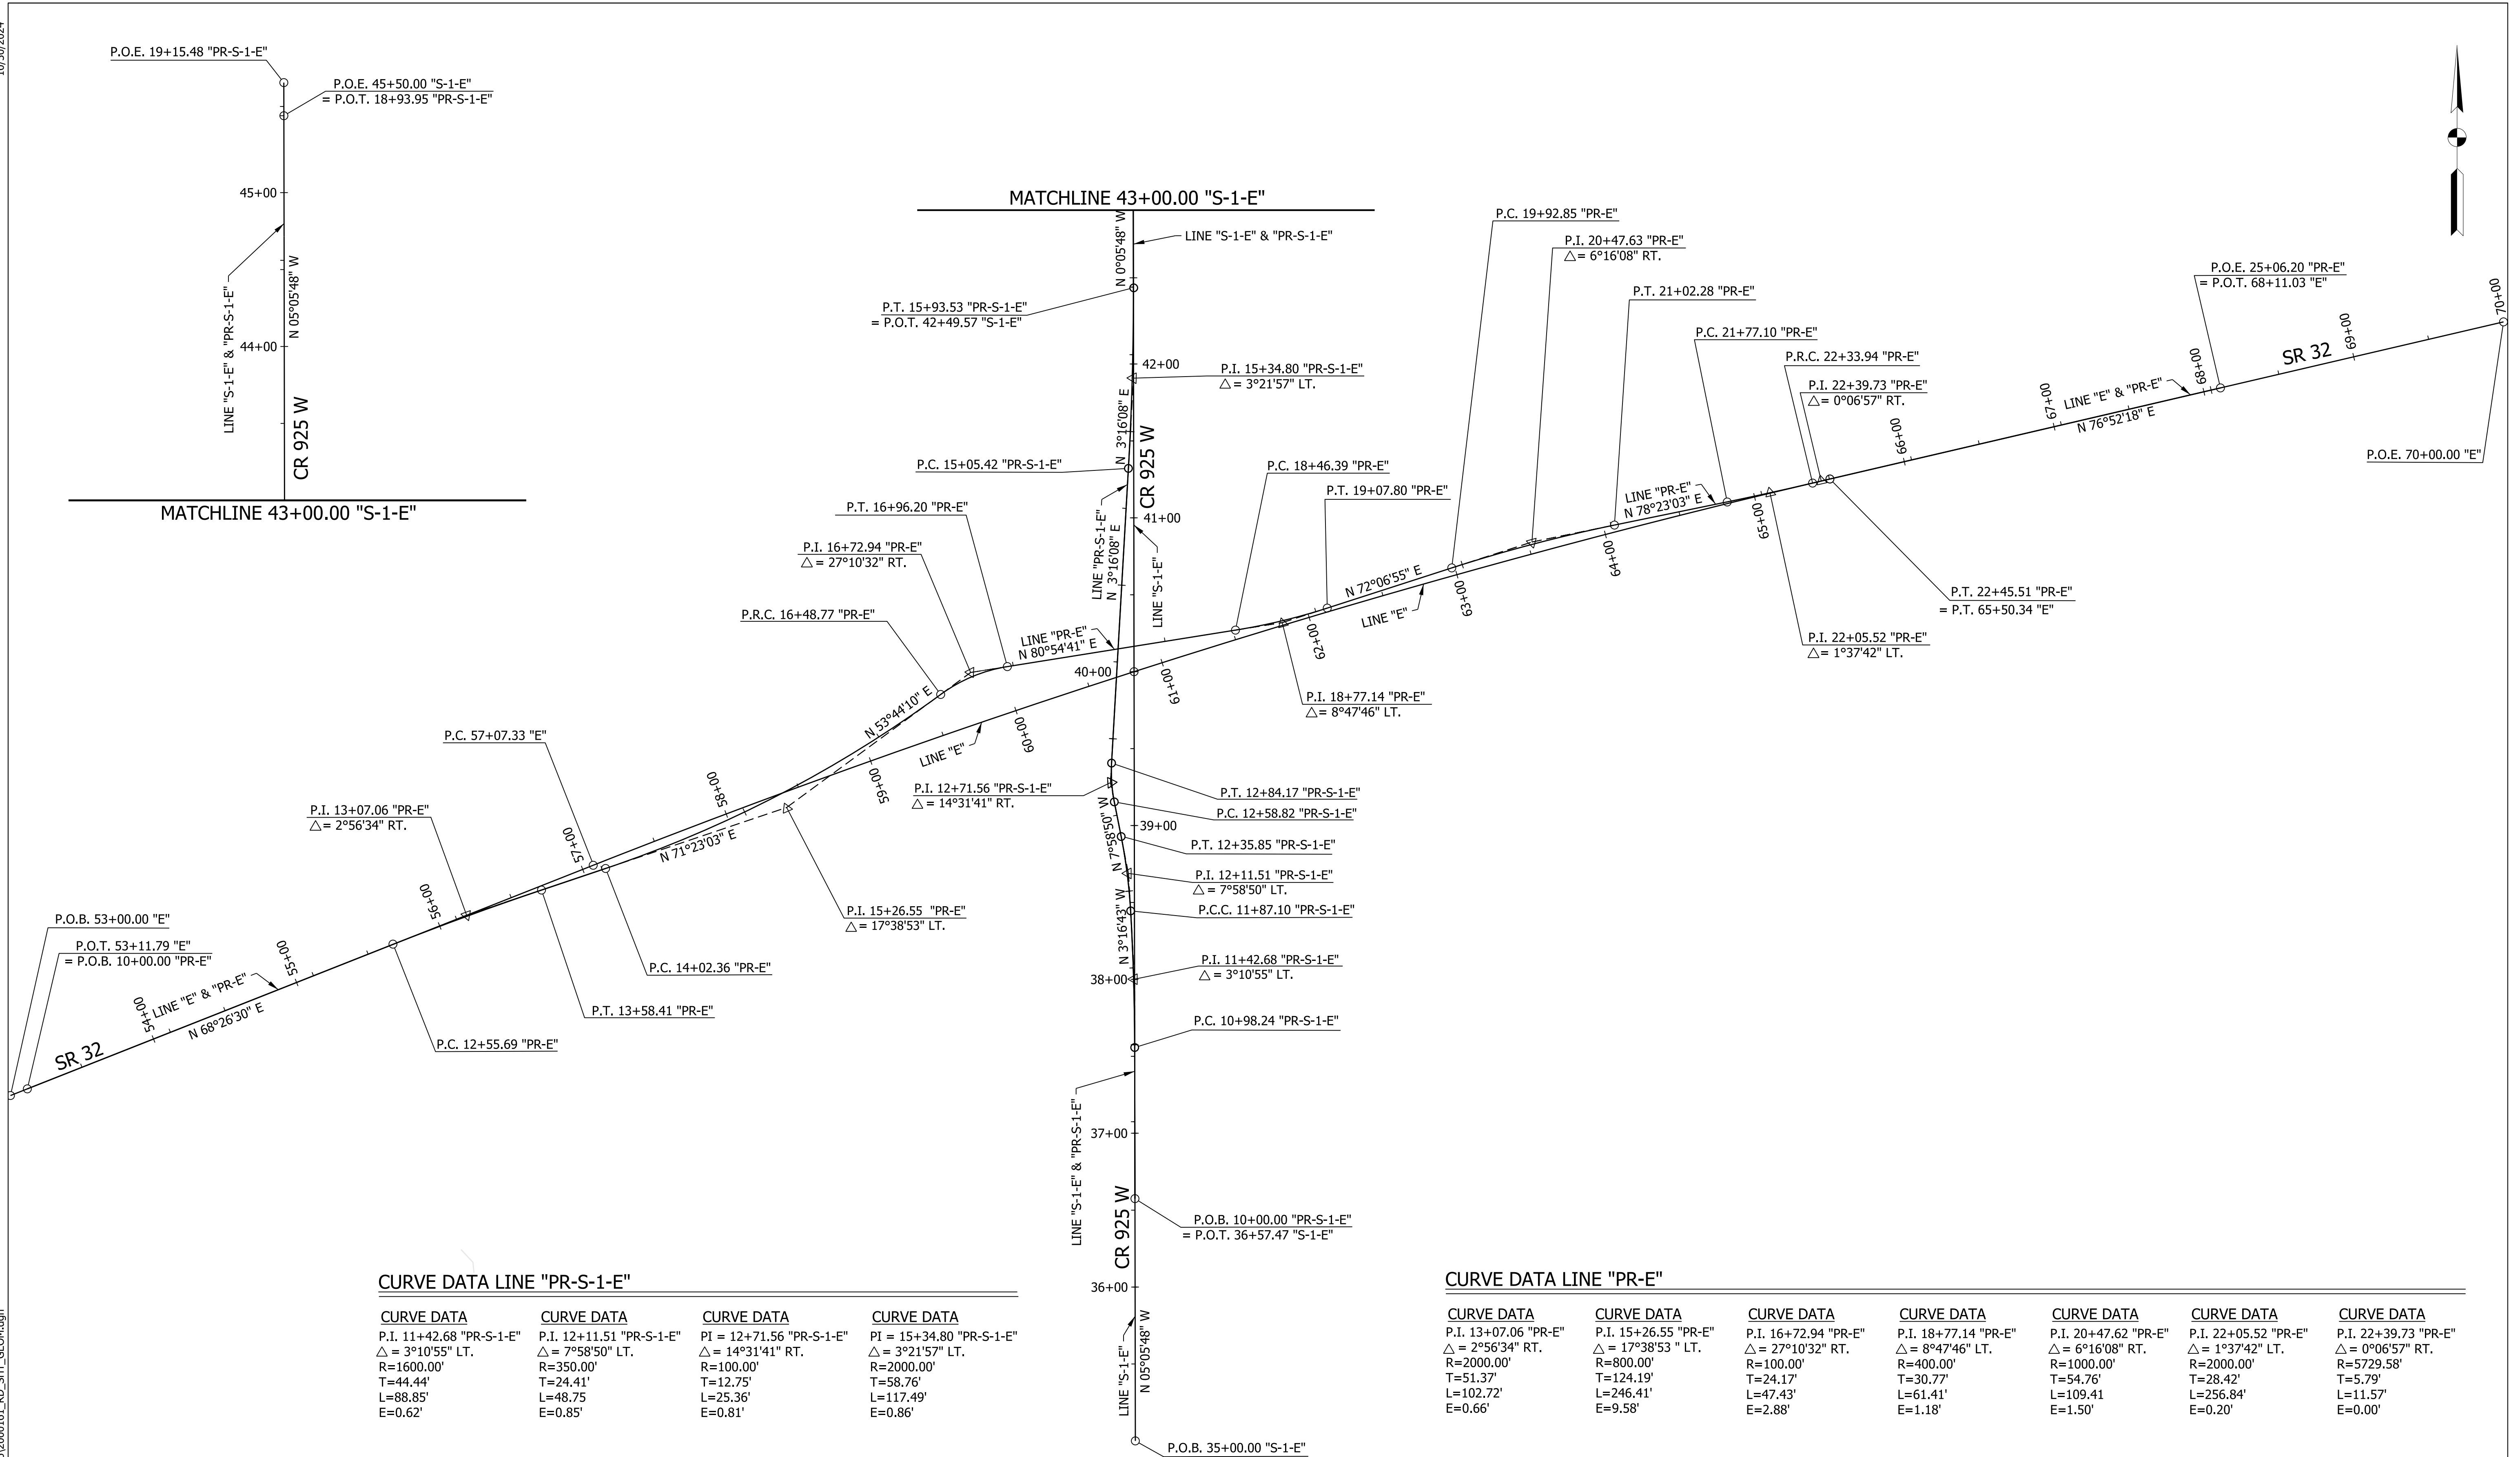 P.O.E. 19+15.48 "PR-S-1-E"
P.O.E. 45+50.00 "S-1-E"
= P.O.T. 18+93.95 "PR-S-1-E"
45+00
44+00
LINE "S-1-E" & "PR-S-1-E"
N 05°05'48" W
CR 925 W
MATCHLINE 43+00.00 "S-1-E"
MATCHLINE 43+00.00 "S-1-E"
N 0°05'48" W
LINE "S-1-E" & "PR-S-1-E"
P.T. 15+93.53 "PR-S-1-E"
= P.O.T. 42+49.57 "S-1-E"
42+00
P.I. 15+34.80 "PR-S-1-E"
△= 3°21'57" LT.
N 3°16'08" E
CR 925 W
P.C. 15+05.42 "PR-S-1-E"
41+00
LINE "PR-S-1-E"
N 3°16'08" E
LINE "S-1-E"
P.T. 16+96.20 "PR-E"
P.I. 16+72.94 "PR-E"
△= 27°10'32" RT.
P.R.C. 16+48.77 "PR-E"
LINE "PR-E"
N 80°54'41" E
40+00
P.C. 18+46.39 "PR-E"
P.T. 19+07.80 "PR-E"
P.C. 19+92.85 "PR-E"
P.I. 20+47.63 "PR-E"
△= 6°16'08" RT.
P.T. 21+02.28 "PR-E"
P.C. 21+77.10 "PR-E"
P.R.C. 22+33.94 "PR-E"
P.I. 22+39.73 "PR-E"
△= 0°06'57" RT.
P.O.E. 25+06.20 "PR-E"
= P.O.T. 68+11.03 "E"
70+00
69+00
SR 32
68+00
LINE "E" & "PR-E"
67+00
N 76°52'18" E
66+00
P.O.E. 70+00.00 "E"
LINE "PR-E"
N 78°23'03" E
65+00
64+00
N 72°06'55" E
63+00
LINE "E"
62+00
61+00
P.T. 22+45.51 "PR-E"
= P.T. 65+50.34 "E"
P.I. 22+05.52 "PR-E"
△= 1°37'42" LT.
P.I. 18+77.14 "PR-E"
△= 8°47'46" LT.
N 53°44'10" E
60+00
LINE "E"
59+00
P.C. 57+07.33 "E"
58+00
N 71°23'03" E
57+00
P.I. 13+07.06 "PR-E"
△= 2°56'34" RT.
56+00
P.I. 15+26.55 "PR-E"
△= 17°38'53" LT.
P.C. 14+02.36 "PR-E"
P.T. 13+58.41 "PR-E"
P.C. 12+55.69 "PR-E"
P.O.B. 53+00.00 "E"
P.O.T. 53+11.79 "E"
= P.O.B. 10+00.00 "PR-E"
55+00
LINE "E" & "PR-E"
54+00
N 68°26'30" E
SR 32
P.I. 12+71.56 "PR-S-1-E"
△= 14°31'41" RT.
P.T. 12+84.17 "PR-S-1-E"
P.C. 12+58.82 "PR-S-1-E"
39+00
N 7°58'50" W
P.T. 12+35.85 "PR-S-1-E"
P.I. 12+11.51 "PR-S-1-E"
△= 7°58'50" LT.
P.C.C. 11+87.10 "PR-S-1-E"
N 3°16'43" W
P.I. 11+42.68 "PR-S-1-E"
△= 3°10'55" LT.
38+00
P.C. 10+98.24 "PR-S-1-E"
LINE "S-1-E" & "PR-S-1-E"
37+00
CR 925 W
P.O.B. 10+00.00 "PR-S-1-E"
= P.O.T. 36+57.47 "S-1-E"
36+00
LINE "S-1-E"
N 05°05'48" W
P.O.B. 35+00.00 "S-1-E"
CURVE DATA LINE "PR-S-1-E"
CURVE DATA
P.I. 11+42.68 "PR-S-1-E"
△= 3°10'55" LT.
R=1600.00'
T=44.44'
L=88.85'
E=0.62'
CURVE DATA
P.I. 12+11.51 "PR-S-1-E"
△= 7°58'50" LT.
R=350.00'
T=24.41'
L=48.75
E=0.85'
CURVE DATA
PI = 12+71.56 "PR-S-1-E"
△= 14°31'41" RT.
R=100.00'
T=12.75'
L=25.36'
E=0.81'
CURVE DATA
PI = 15+34.80 "PR-S-1-E"
△= 3°21'57" LT.
R=2000.00'
T=58.76'
L=117.49'
E=0.86'
CURVE DATA LINE "PR-E"
CURVE DATA
P.I. 13+07.06 "PR-E"
△= 2°56'34" RT.
R=2000.00'
T=51.37'
L=102.72'
E=0.66'
CURVE DATA
P.I. 15+26.55 "PR-E"
△= 17°38'53 " LT.
R=800.00'
T=124.19'
L=246.41'
E=9.58'
CURVE DATA
P.I. 16+72.94 "PR-E"
△= 27°10'32" RT.
R=100.00'
T=24.17'
L=47.43'
E=2.88'
CURVE DATA
P.I. 18+77.14 "PR-E"
△= 8°47'46" LT.
R=400.00'
T=30.77'
L=61.41'
E=1.18'
CURVE DATA
P.I. 20+47.62 "PR-E"
△= 6°16'08" RT.
R=1000.00'
T=54.76'
L=109.41
E=1.50'
CURVE DATA
P.I. 22+05.52 "PR-E"
△= 1°37'42" LT.
R=2000.00'
T=28.42'
L=256.84'
E=0.20'
CURVE DATA
P.I. 22+39.73 "PR-E"
△= 0°06'57" RT.
R=5729.58'
T=5.79'
L=11.57'
E=0.00'